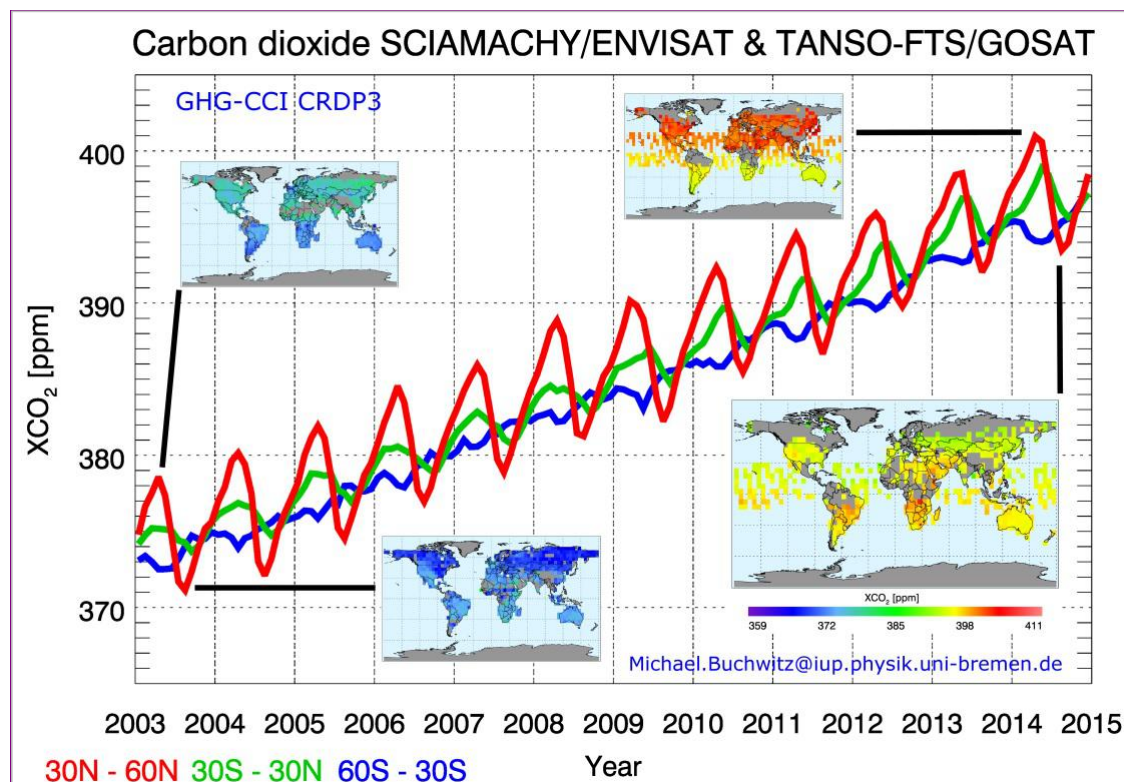 Carbon dioxide SCIAMACHY/ENVISAT & TANSO-FTS/GOSAT
GHG-CCI CRDP3
400
390
380
370
XCO₂ [ppm]
XCO₂ [ppm]
359 372 385 398 411
Michael.Buchwitz@iup.physik.uni-bremen.de
2003 2004 2005 2006 2007 2008 2009 2010 2011 2012 2013 2014 2015
Year
30N - 60N 30S - 30N 60S - 30S